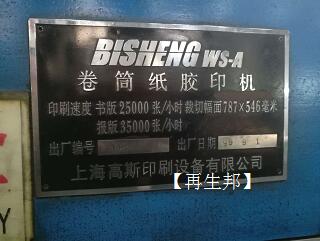 BISHENG WS-A
卷筒纸胶印机
印刷速度 书版25000张/小时 裁切幅面787×546毫米
报版35000张/小时
出厂编号 出厂日期
上海高斯印刷设备有限公司
【再生邦】